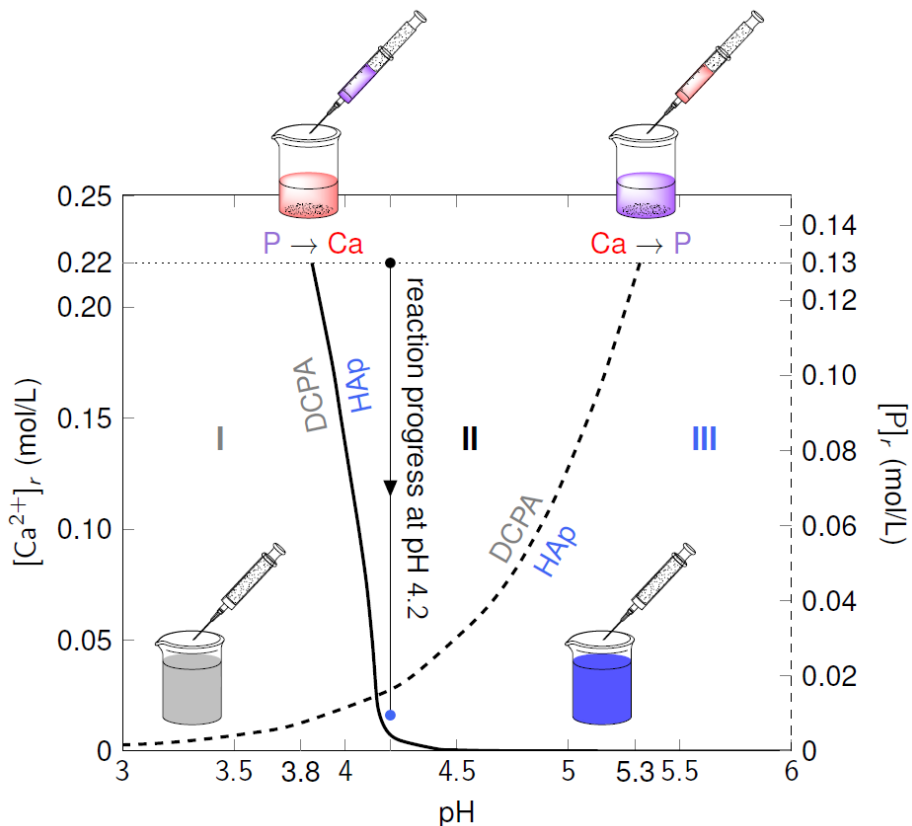 P → Ca
Ca → P
0.25
0.22
0.20
0.15
0.10
0.05
0
[Ca²⁺]ᵣ (mol/L)
DCPA
HAp
reaction progress at pH 4.2
DCPA
HAp
I
II
III
0.14
0.13
0.12
0.10
0.08
0.06
0.04
0.02
0
[P]ᵣ (mol/L)
3 3.5 3.8 4 4.5 5 5.3 5.5 6
pH